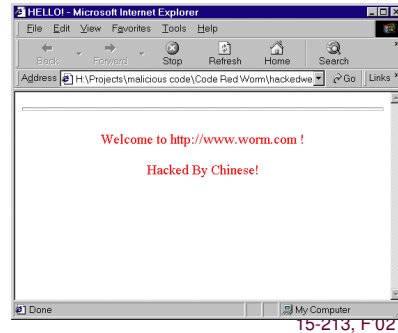 HELLO! - Microsoft Internet Explorer
File Edit View Favorites Tools Help
Back Forward Stop Refresh Home Search
Address H:\Projects\malicious code\Code Red Worm\hackedwe Go Links
Welcome to http://www.worm.com !
Hacked By Chinese!
Done My Computer
15-213, F'02